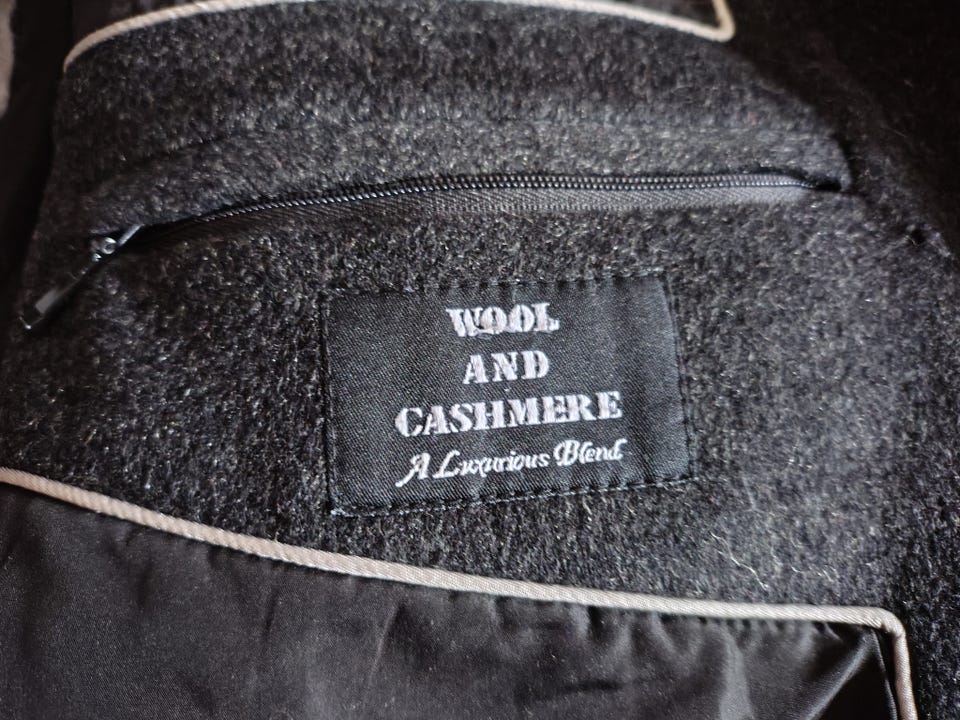 WOOL
AND
CASHMERE
A Luxurious Blend